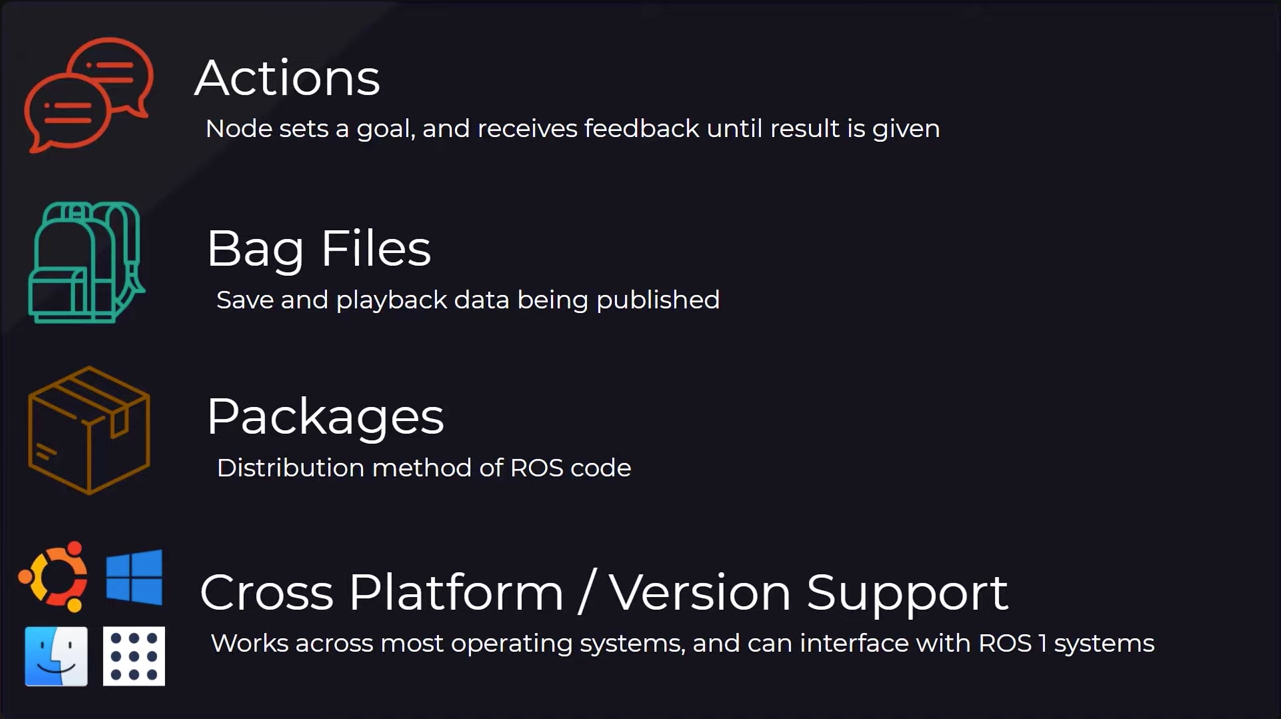 Actions
Node sets a goal, and receives feedback until result is given
Bag Files
Save and playback data being published
Packages
Distribution method of ROS code
Cross Platform / Version Support
Works across most operating systems, and can interface with ROS 1 systems